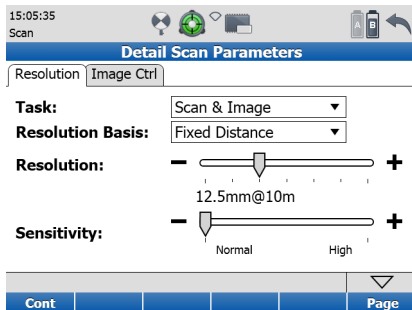 15:05:35
Scan
A B
Detail Scan Parameters
Resolution Image Ctrl
Task: Scan & Image
Resolution Basis: Fixed Distance
Resolution:
12.5mm@10m
Sensitivity:
Normal High
Cont Page